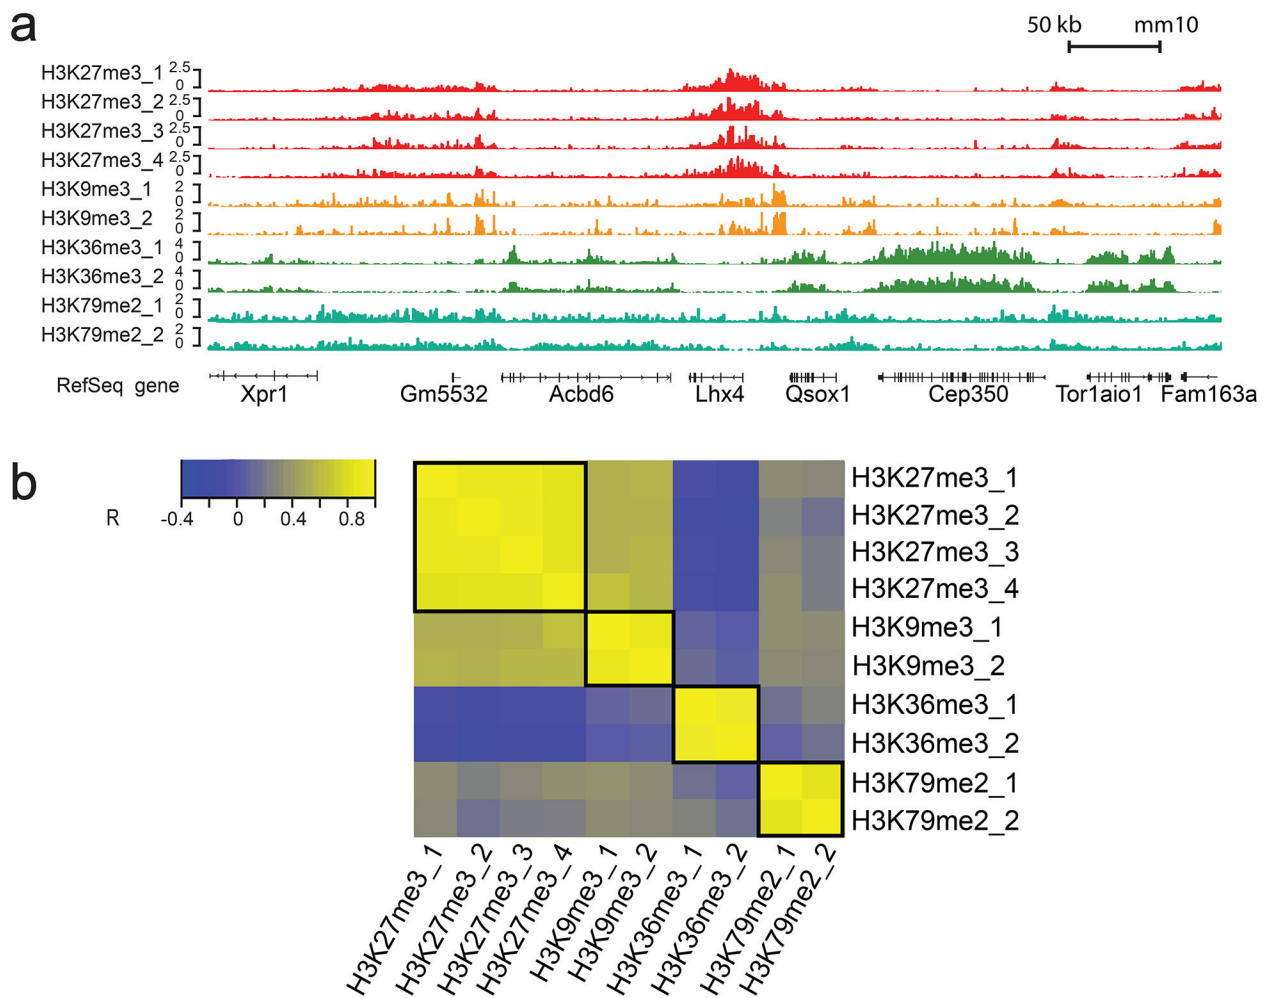 a
50 kb mm10
H3K27me3_1 2.5 0
H3K27me3_2 2.5 0
H3K27me3_3 2.5 0
H3K27me3_4 2.5 0
H3K9me3_1 2 0
H3K9me3_2 2 0
H3K36me3_1 4 0
H3K36me3_2 4 0
H3K79me2_1 2 0
H3K79me2_2 2 0
RefSeq gene Xpr1 Gm5532 Acbd6 Lhx4 Qsox1 Cep350 Tor1aio1 Fam163a
b
R -0.4 0 0.4 0.8
H3K27me3_1
H3K27me3_2
H3K27me3_3
H3K27me3_4
H3K9me3_1
H3K9me3_2
H3K36me3_1
H3K36me3_2
H3K79me2_1
H3K79me2_2
H3K27me3_1
H3K27me3_2
H3K27me3_3
H3K27me3_4
H3K9me3_1
H3K9me3_2
H3K36me3_1
H3K36me3_2
H3K79me2_1
H3K79me2_2